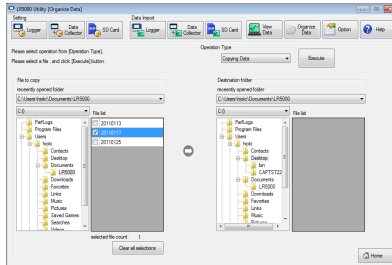 LR5000 Utility [Organize Data]
Setting
Data Import
Logger
Data Collector
SD Card
Logger
Data Collector
SD Card
View Data
Organize Data
Option
Help
Operation Type
Please select operation from [Operation Type],
Please select a file , and click [Execute] button.
Copying Data
Execute
File to copy
recently opened folder
C:\Users\hioki\Documents\LR5000
C:()
File list
PerfLogs
Program Files
Users
hioki
Contacts
Desktop
Documents
LR5000
Downloads
Favorites
Links
Music
Pictures
Saved Games
Searches
Videos
20110113
20110117
20110125
selected file count: 1
Clear all selections
Destination folder
recently opened folder
C:\Users\hioki\Documents\LR5000
C:()
File list
PerfLogs
Program Files
Users
hioki
Contacts
Desktop
bin
CAPTST22
Documents
LR5000
Downloads
Favorites
Links
Music
Pictures
Home